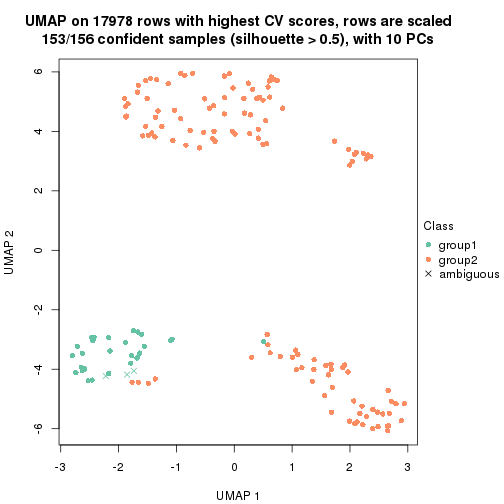 UMAP on 17978 rows with highest CV scores, rows are scaled
153/156 confident samples (silhouette > 0.5), with 10 PCs
6
4
2
0
-2
-4
-6
UMAP 2
-3
-2
-1
0
1
2
3
UMAP 1
Class
group1
group2
ambiguous